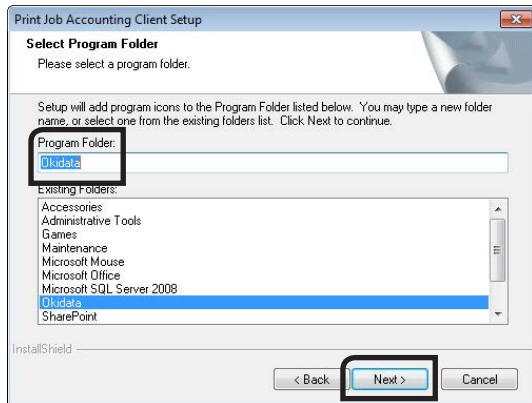 Print Job Accounting Client Setup
Select Program Folder
Please select a program folder.
Setup will add program icons to the Program Folder listed below. You may type a new folder
name, or select one from the existing folders list. Click Next to continue.
Program Folder:
Okidata
Existing Folders:
Accessories
Administrative Tools
Games
Maintenance
Microsoft Mouse
Microsoft Office
Microsoft SQL Server 2008
Okidata
SharePoint
InstallShield
< Back
Next >
Cancel